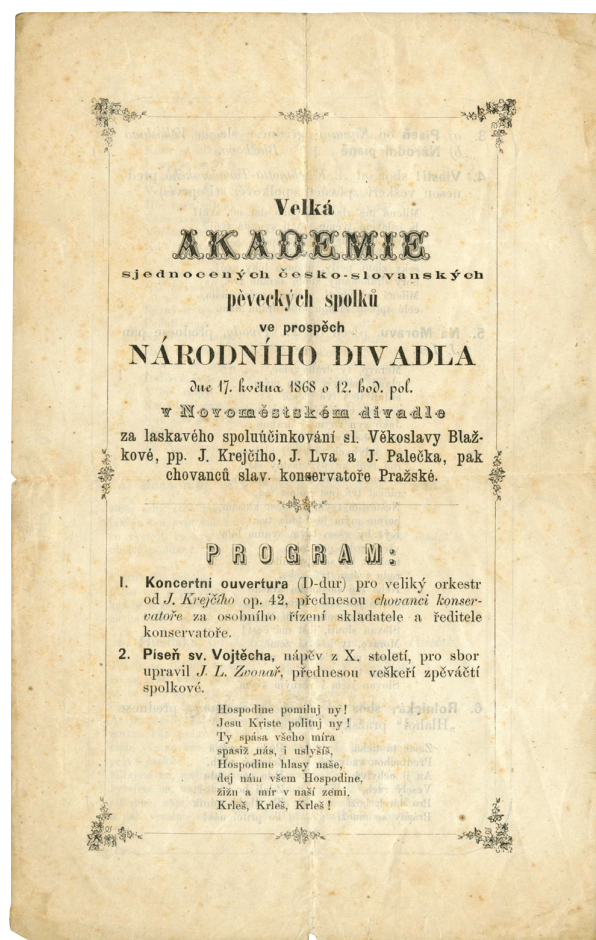 Velká
AKADEMIE
sjednocených česko-slovanských
pěveckých spolků
ve prospěch
NÁRODNÍHO DIVADLA
dne 17. května 1868 o 12. hod. pol.
v Novoměstském divadle
za laskavého spoluúčinkování sl. Věkoslavy Blaž-
kové, pp. J. Krejčího, J. Lva a J. Palečka, pak
chovanců slav. konservatoře Pražské.
PROGRAM:
1. Koncertní ouvertura (D-dur) pro veliký orkestr
od J. Krejčího op. 42, přednesou chovanci konser-
vatoře za osobního řízení skladatele a ředitele
konservatoře.
2. Píseň sv. Vojtěcha, nápěv z X. století, pro sbor
upravil J. L. Zvonař, přednesou veškeří zpěváčtí
spolkové.
Hospodine pomiluj ny!
Jesu Kriste polituj ny!
Ty spása všeho míra
spasiž nás, i uslyšíš,
Hospodine hlasy naše,
dej nám všem Hospodine,
žizn a mír v naší zemi,
Krleš, Krleš, Krleš!